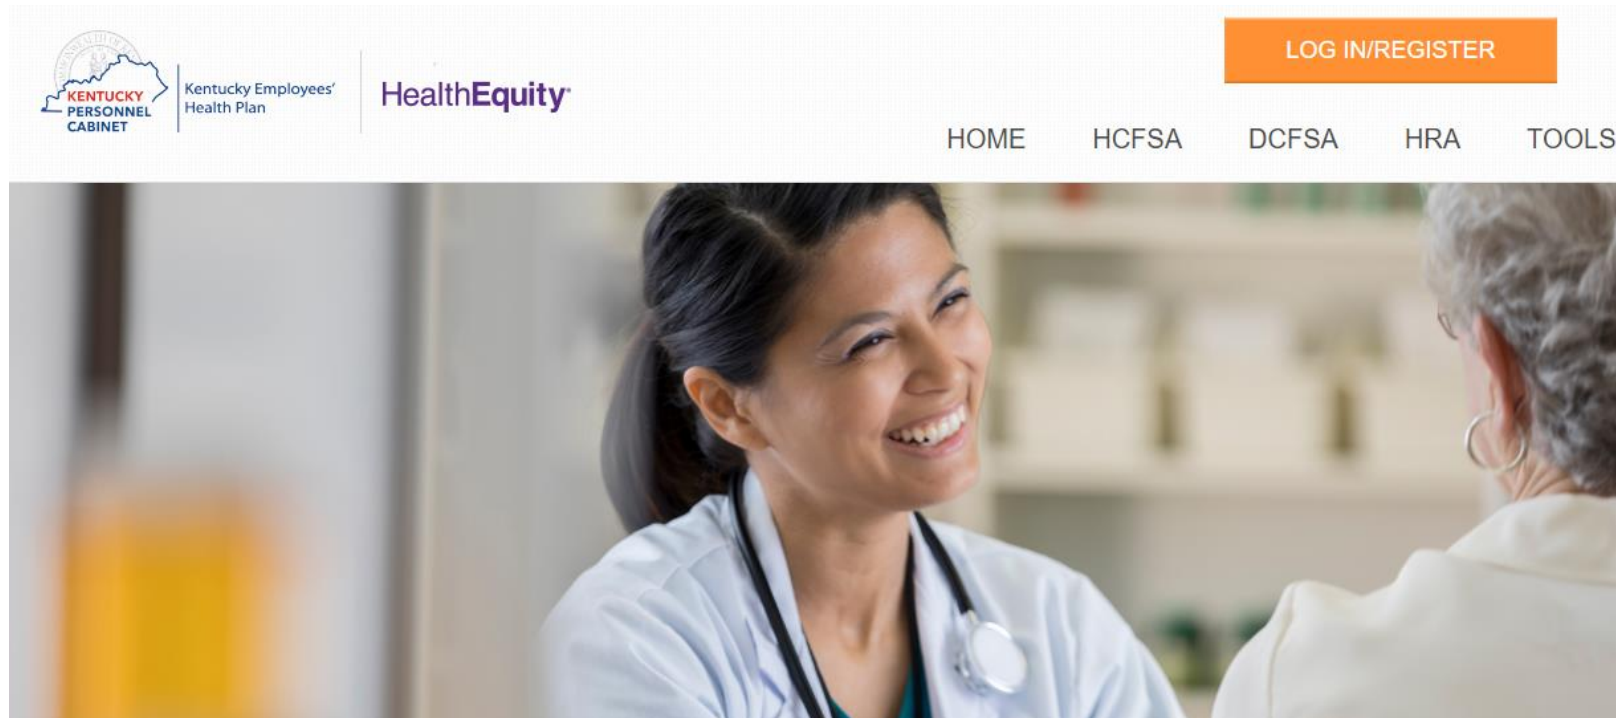 KENTUCKY
PERSONNEL
CABINET
Kentucky Employees'
Health Plan
HealthEquity
LOG IN/REGISTER
HOME HCFSA DCFSA HRA TOOLS